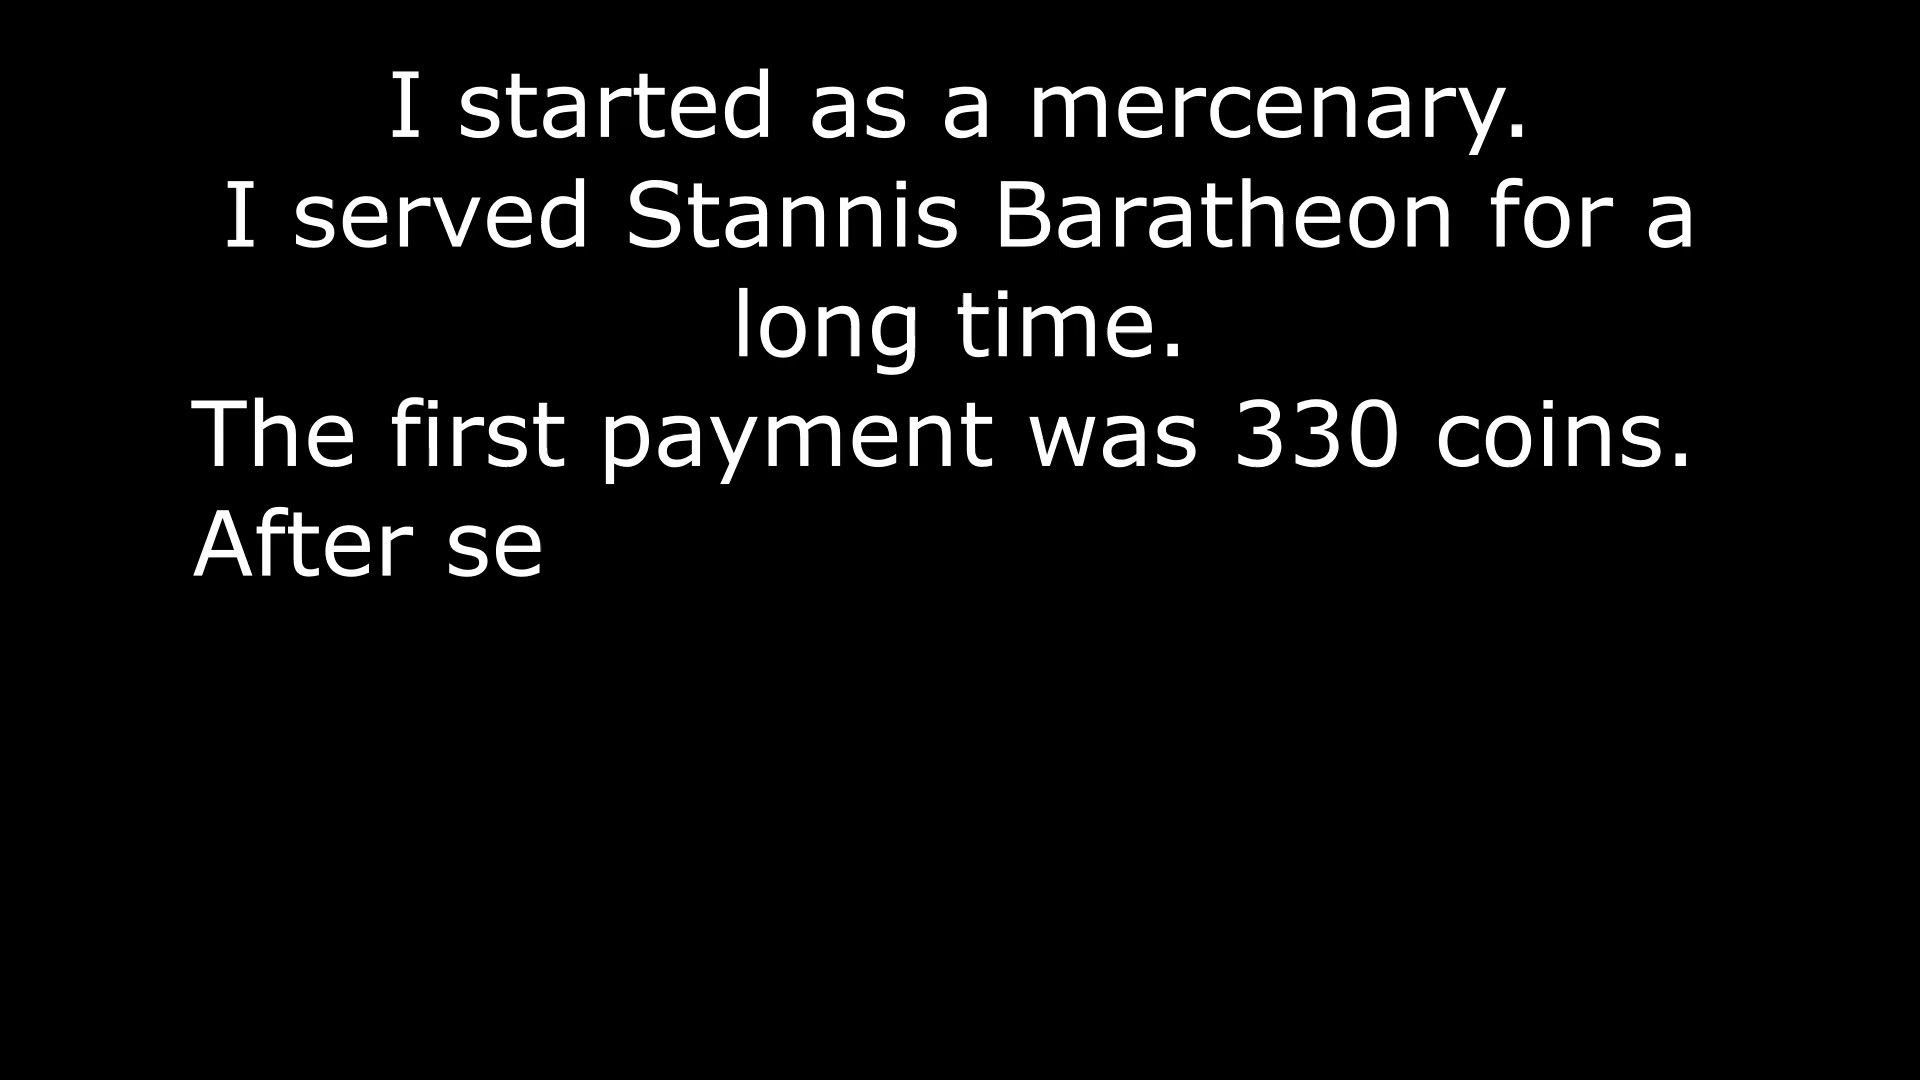 I started as a mercenary.
I served Stannis Baratheon for a
long time.
The first payment was 330 coins.
After se